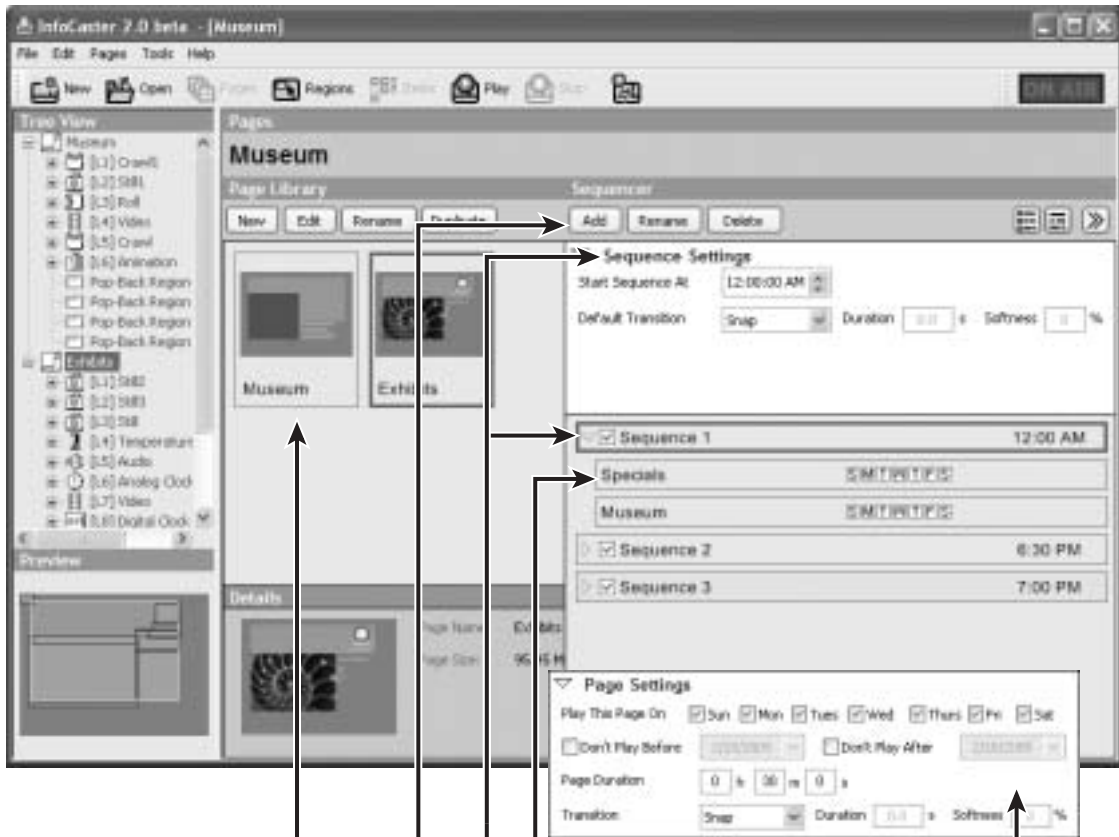 InfoCaster 2.0 beta - [Museum]
File Edit Pages Tools Help
New Open Pages Regions Play Stop ON AIR
Tree View
Museum
[L1] Crawl1
[L2] Still1
[L3] Roll
[L4] Video
[L5] Crawl
[L6] Animation
Pop-Back Region
Pop-Back Region
Pop-Back Region
Pop-Back Region
Exhibits
[L1] Still2
[L2] Still3
[L3] Still
[L4] Temperature
[L5] Audio
[L6] Analog Clock
[L7] Video
[L8] Digital Clock
Preview
Pages
Museum
Page Library
New Edit Rename Duplicate
Museum
Exhibits
Details
Page Name Exhibits
Page Size
Sequencer
Add Rename Delete
Sequence Settings
Start Sequence At 12:00:00 AM
Default Transition Snap Duration 0.0 s Softness %
Sequence 1 12:00 AM
Specials S M T W T F S
Museum S M T W T F S
Sequence 2 6:30 PM
Sequence 3 7:00 PM
Page Settings
Play This Page On Sun Mon Tues Wed Thurs Fri Sat
Don't Play Before Don't Play After
Page Duration 0 h 30 m 0 s
Transition Snap Duration 0.0 s Softness %